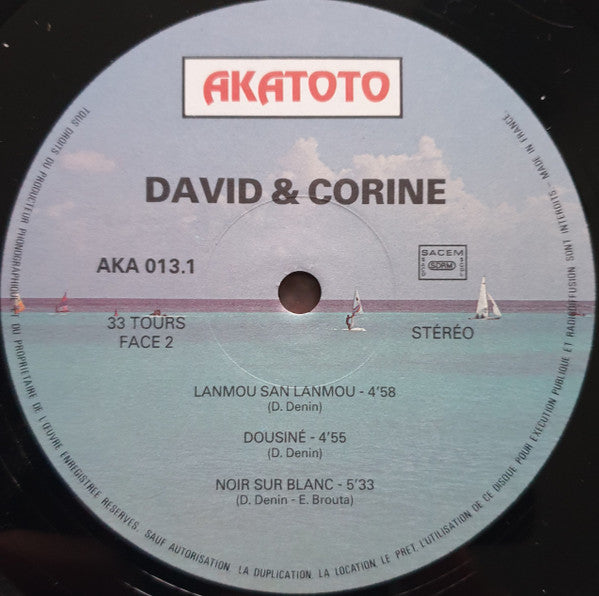 AKATOTO
DAVID & CORINE
AKA 013.1
SACEM
SDRM
33 TOURS
FACE 2
STÉRÉO
LANMOU SAN LANMOU - 4'58
(D. Denin)
DOUSINÉ - 4'55
(D. Denin)
NOIR SUR BLANC - 5'33
(D. Denin - E. Brouta)
TOUS DROITS DU PRODUCTEUR PHONOGRAPHIQUE ET DU PROPRIETAIRE DE L'ŒUVRE ENREGISTREE RESERVES. SAUF AUTORISATION. LA DUPLICATION. LA LOCATION. LE PRET. L'UTILISATION DE CE DISQUE POUR EXECUTION PUBLIQUE ET RADIODIFFUSION SONT INTERDITS - MADE IN FRANCE.